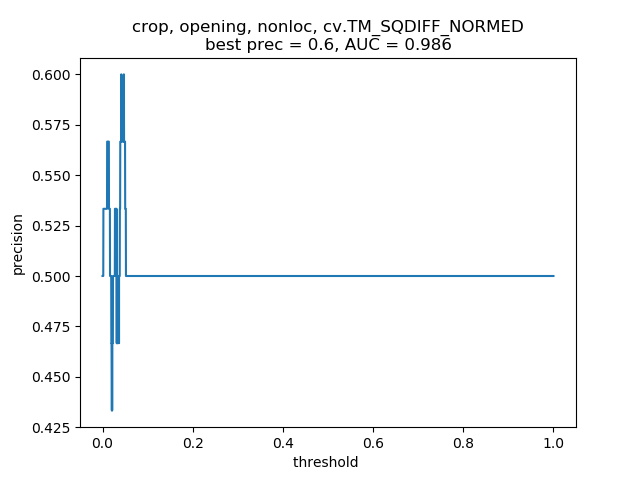 crop, opening, nonloc, cv.TM_SQDIFF_NORMED
best prec = 0.6, AUC = 0.986
0.600
0.575
0.550
0.525
0.500
0.475
0.450
0.425
precision
0.0 0.2 0.4 0.6 0.8 1.0
threshold